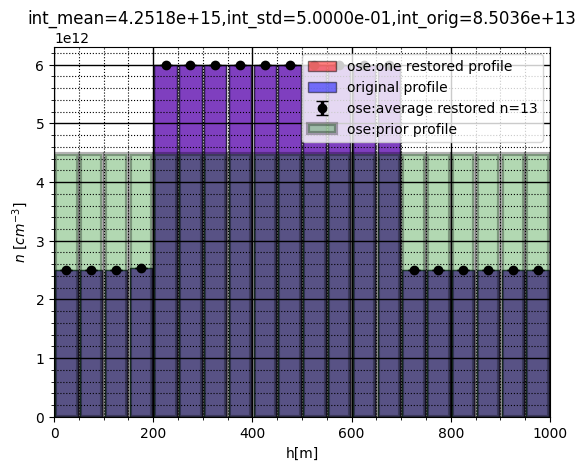 int_mean=4.2518e+15,int_std=5.0000e-01,int_orig=8.5036e+13
1e12
6
5
4
3
2
1
0
n [cm⁻³]
ose:one restored profile
original profile
ose:average restored n=13
ose:prior profile
0 200 400 600 800 1000
h[m]